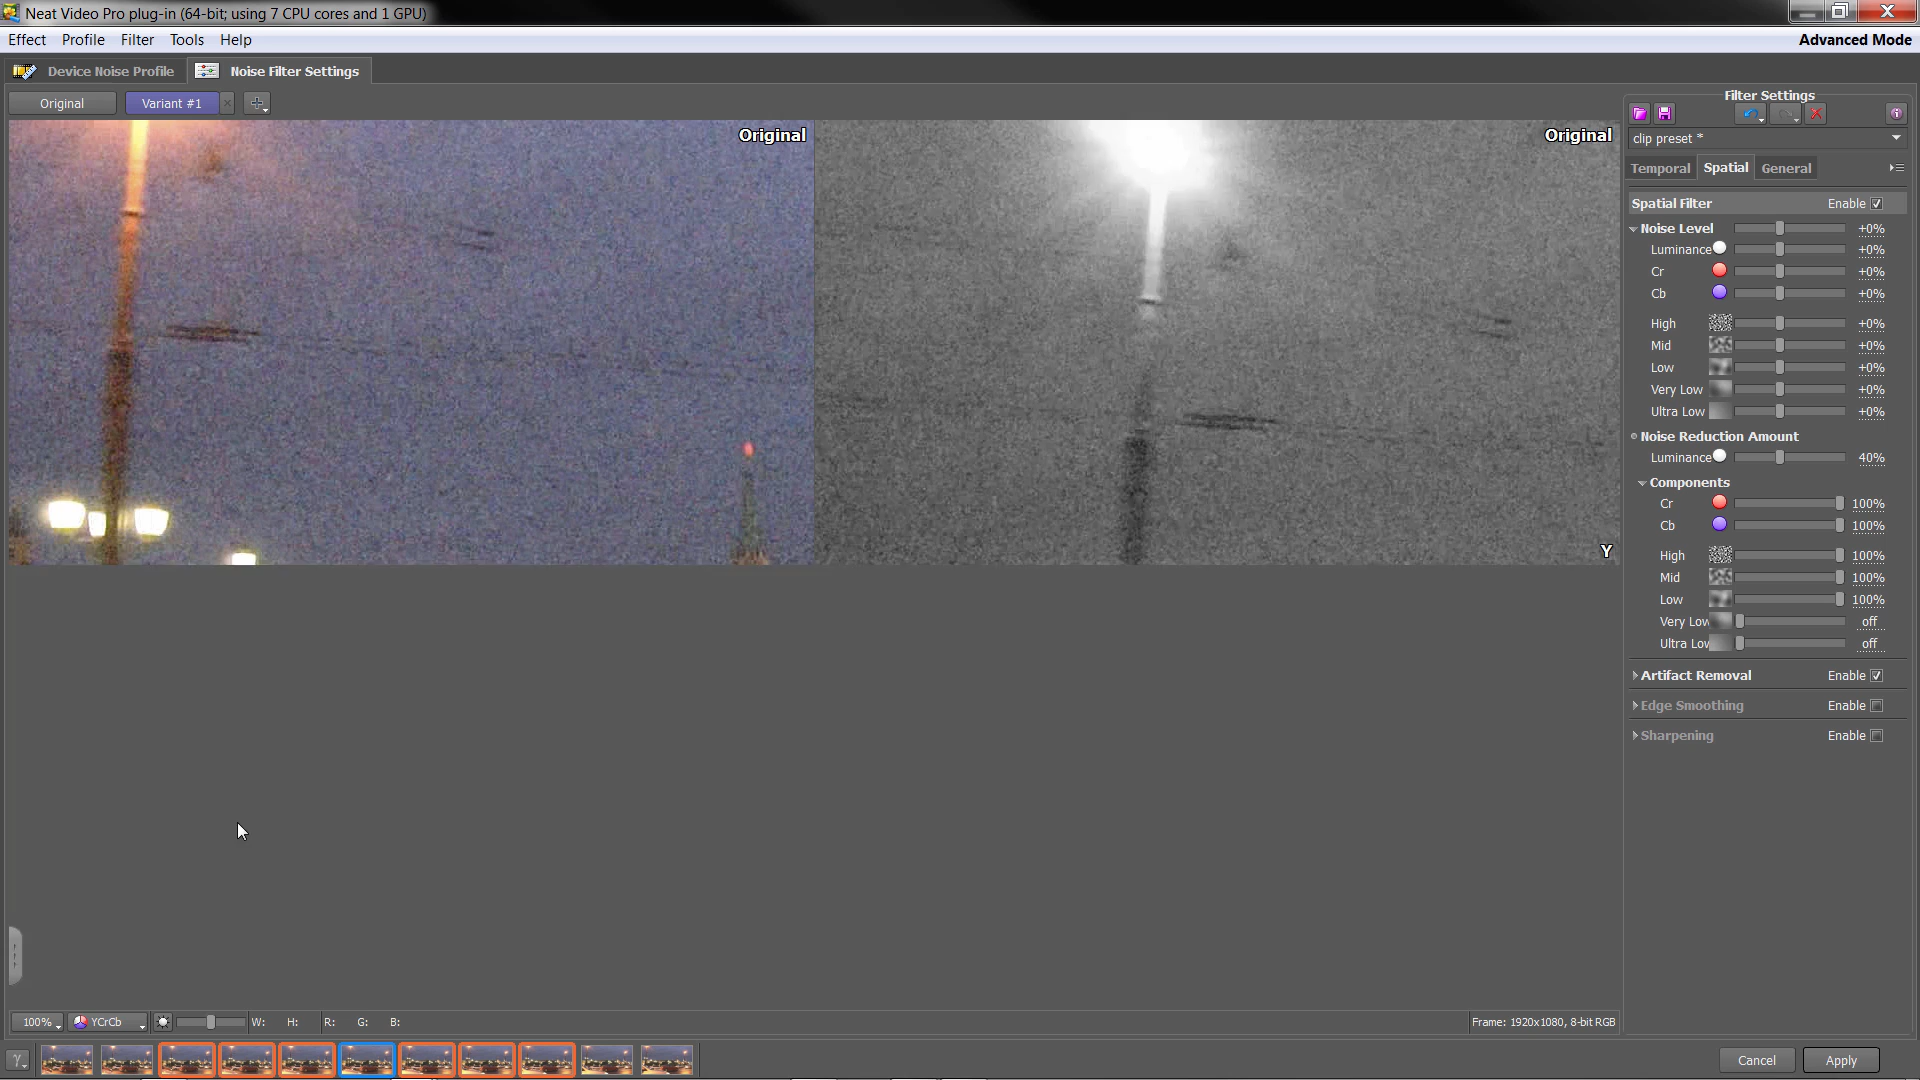 Neat Video Pro plug-in (64-bit; using 7 CPU cores and 1 GPU)
Effect Profile Filter Tools Help
Advanced Mode
Device Noise Profile
Noise Filter Settings
Original
Variant #1
Original
Original
Y
Filter Settings
clip preset *
Temporal Spatial General
Spatial Filter Enable
Noise Level +0%
Luminance +0%
Cr +0%
Cb +0%
High +0%
Mid +0%
Low +0%
Very Low +0%
Ultra Low +0%
Noise Reduction Amount
Luminance 40%
Components
Cr 100%
Cb 100%
High 100%
Mid 100%
Low 100%
Very Low off
Ultra Lov off
Artifact Removal Enable
Edge Smoothing Enable
Sharpening Enable
100% YCrCb W: H: R: G: B:
Frame: 1920x1080, 8-bit RGB
γ
Cancel Apply